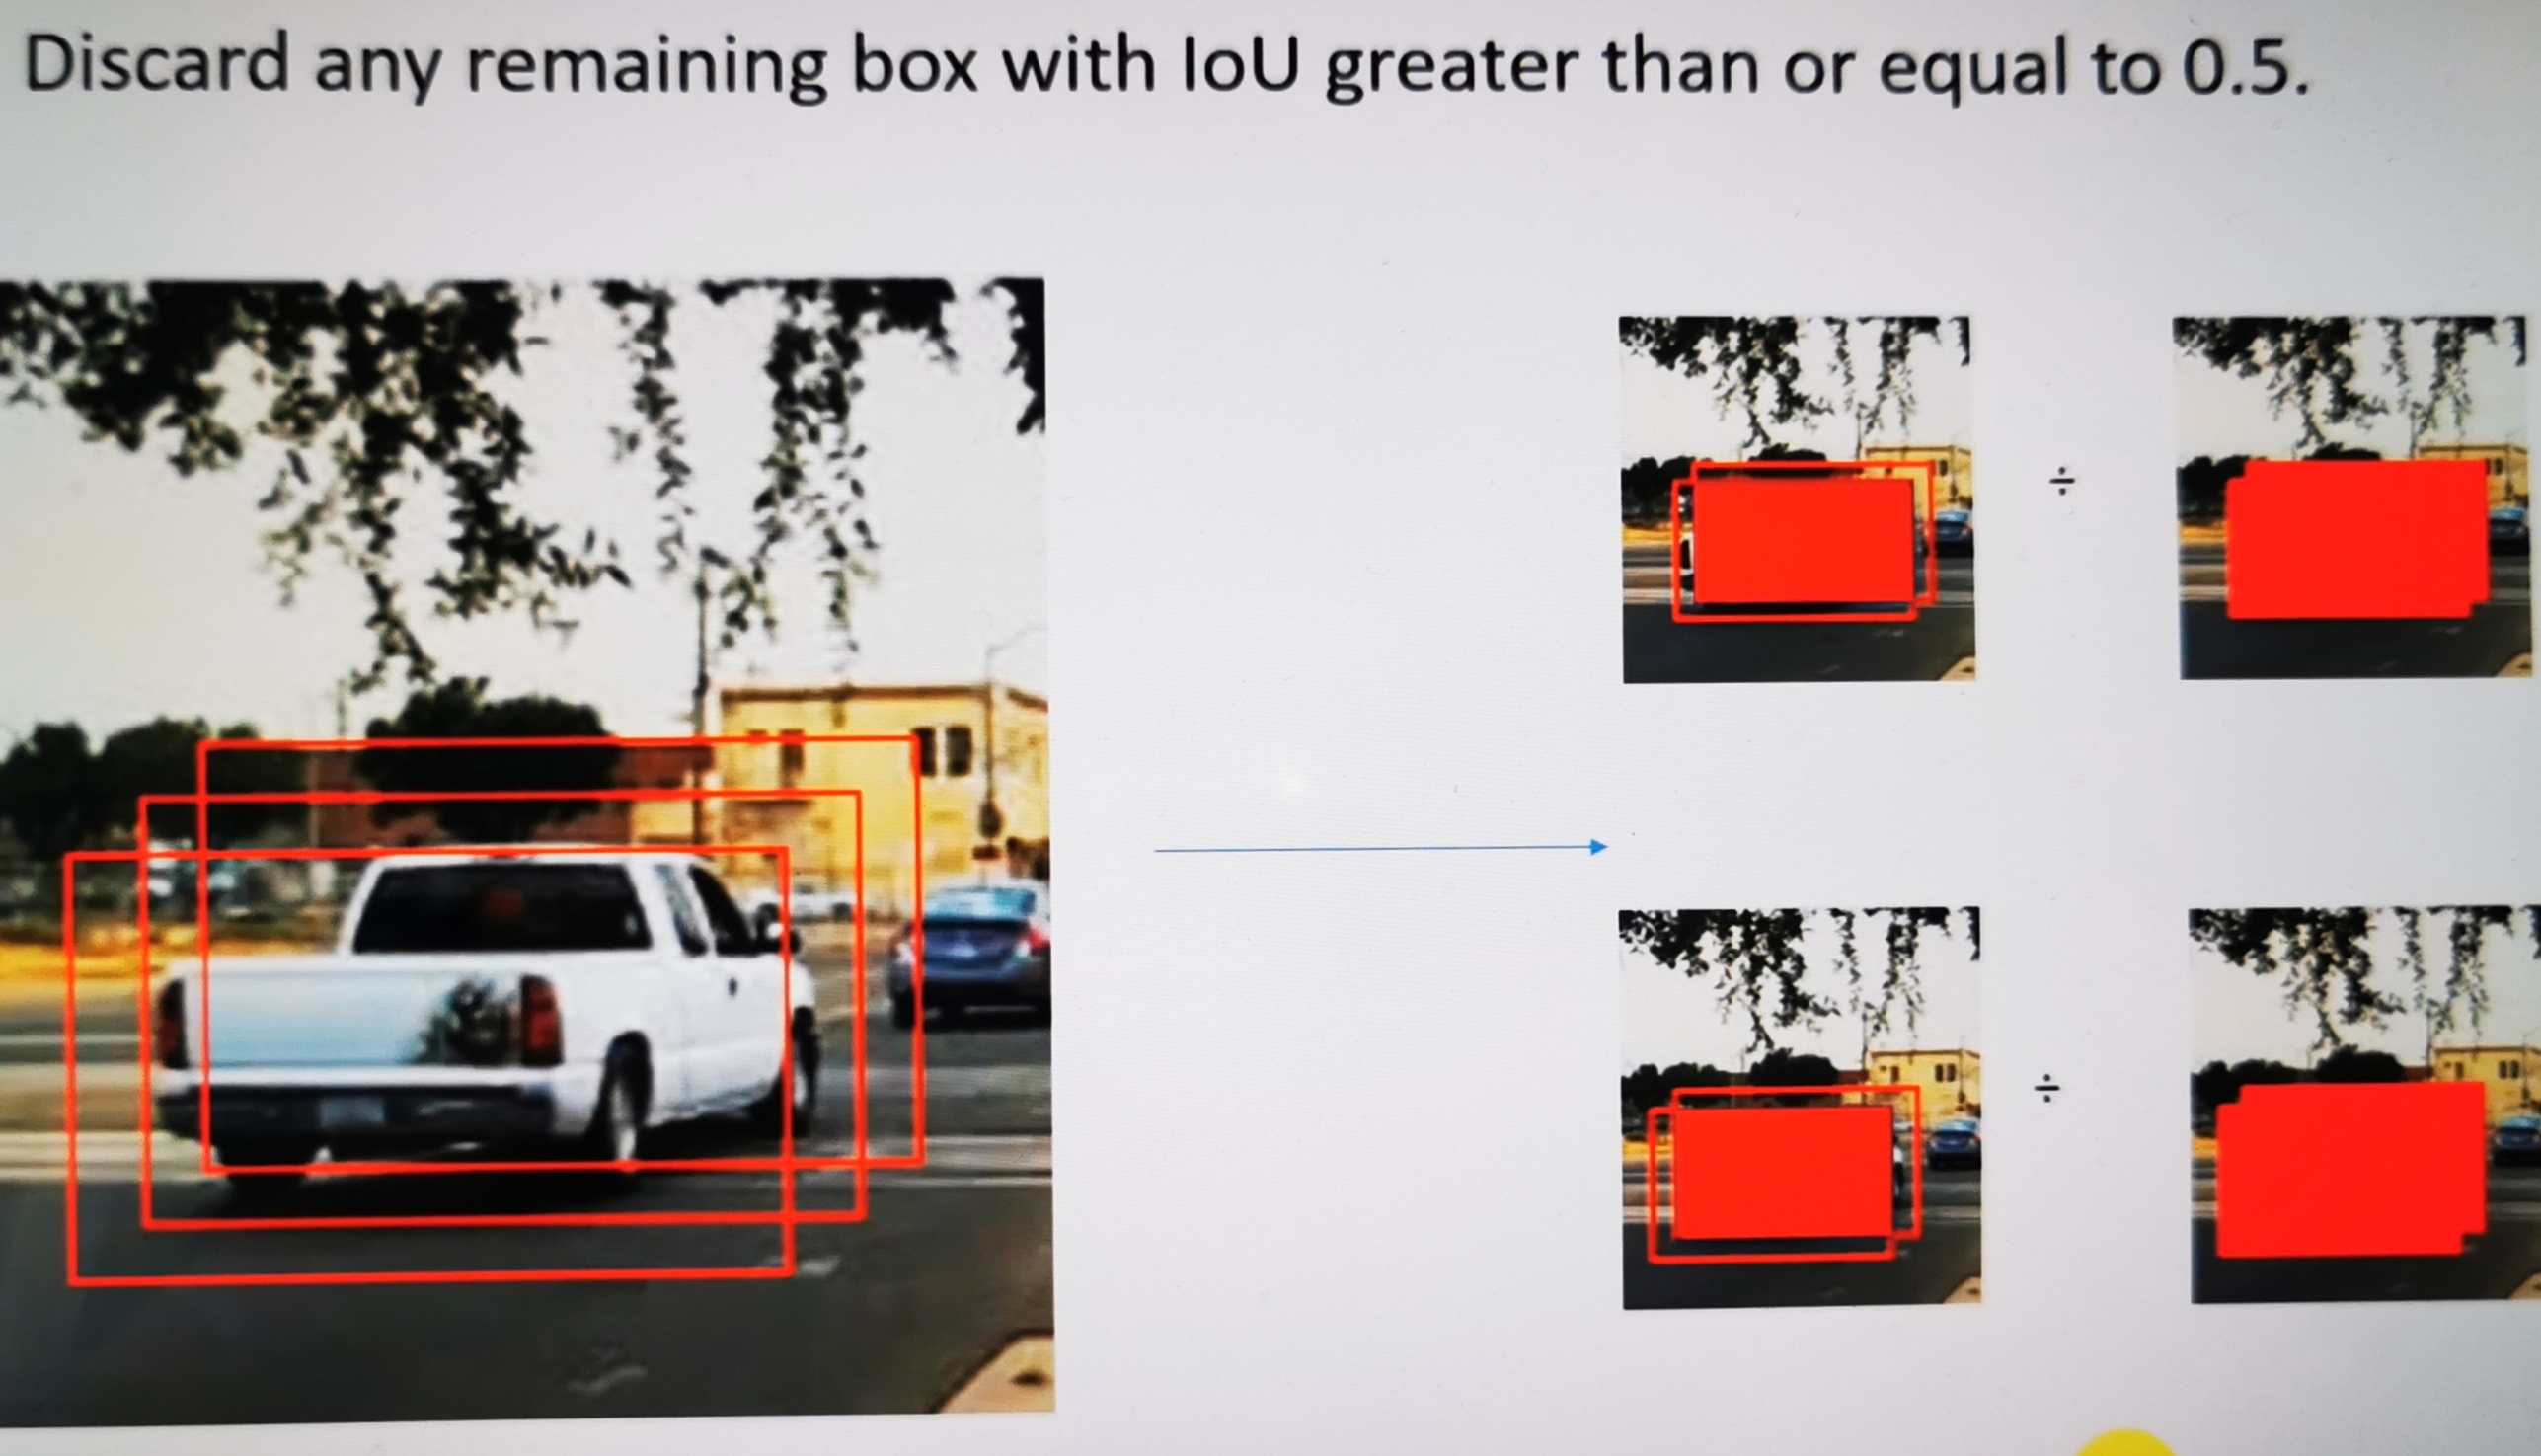 Discard any remaining box with IoU greater than or equal to 0.5.
÷
÷